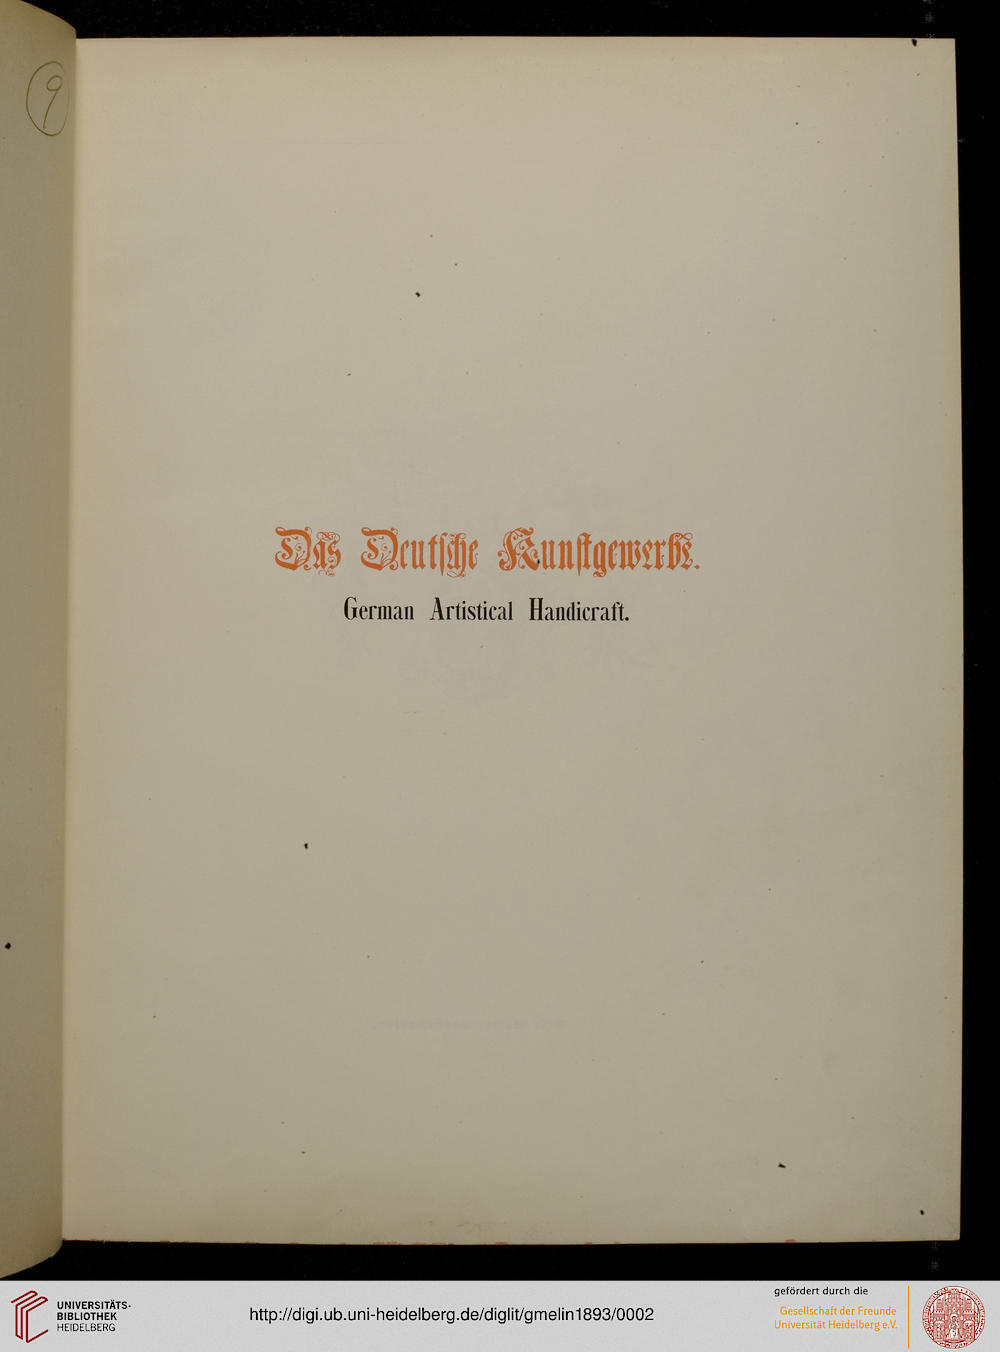 9
Das Deutsche Kunstgewerbe.
German Artistical Handicraft.
UNIVERSITÄTS-
BIBLIOTHEK
HEIDELBERG
http://digi.ub.uni-heidelberg.de/diglit/gmelin1893/0002
gefördert durch die
Gesellschaft der Freunde
Universität Heidelberg e.V.